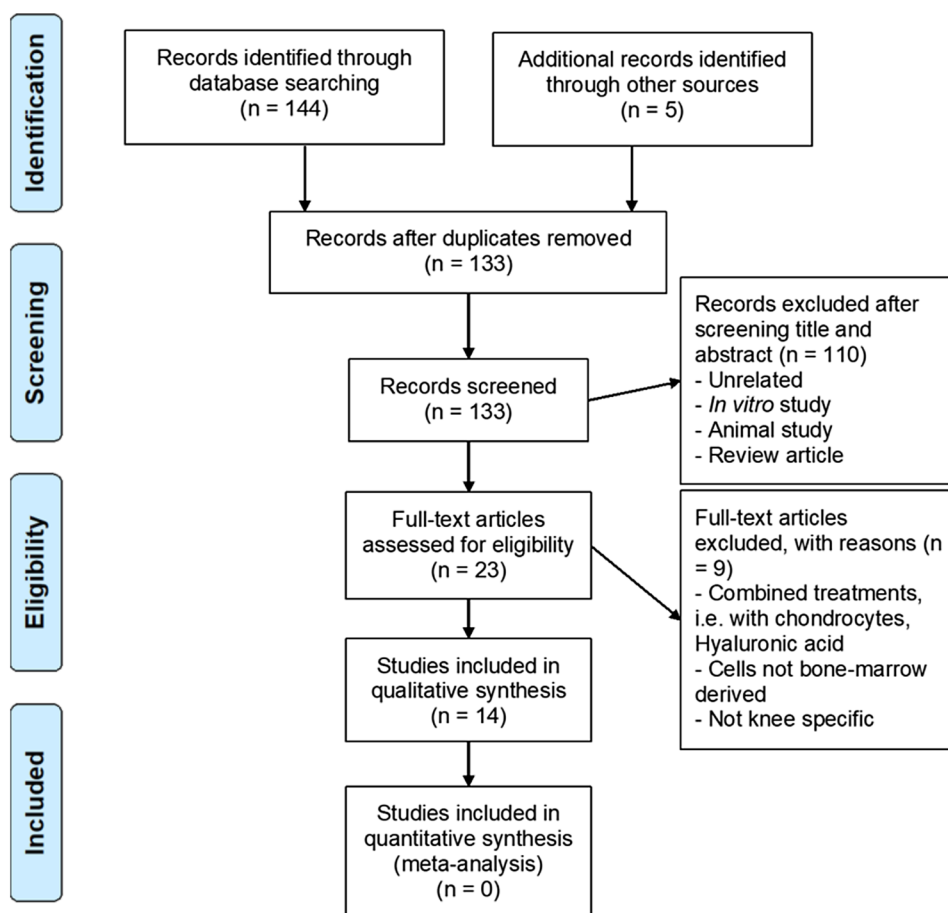 Identification
Records identified through
database searching
(n = 144)
Additional records identified
through other sources
(n = 5)
Records after duplicates removed
(n = 133)
Screening
Records screened
(n = 133)
Records excluded after
screening title and
abstract (n = 110)
- Unrelated
- In vitro study
- Animal study
- Review article
Eligibility
Full-text articles
assessed for eligibility
(n = 23)
Full-text articles
excluded, with reasons (n
= 9)
- Combined treatments,
i.e. with chondrocytes,
Hyaluronic acid
- Cells not bone-marrow
derived
- Not knee specific
Studies included in
qualitative synthesis
(n = 14)
Included
Studies included in
quantitative synthesis
(meta-analysis)
(n = 0)